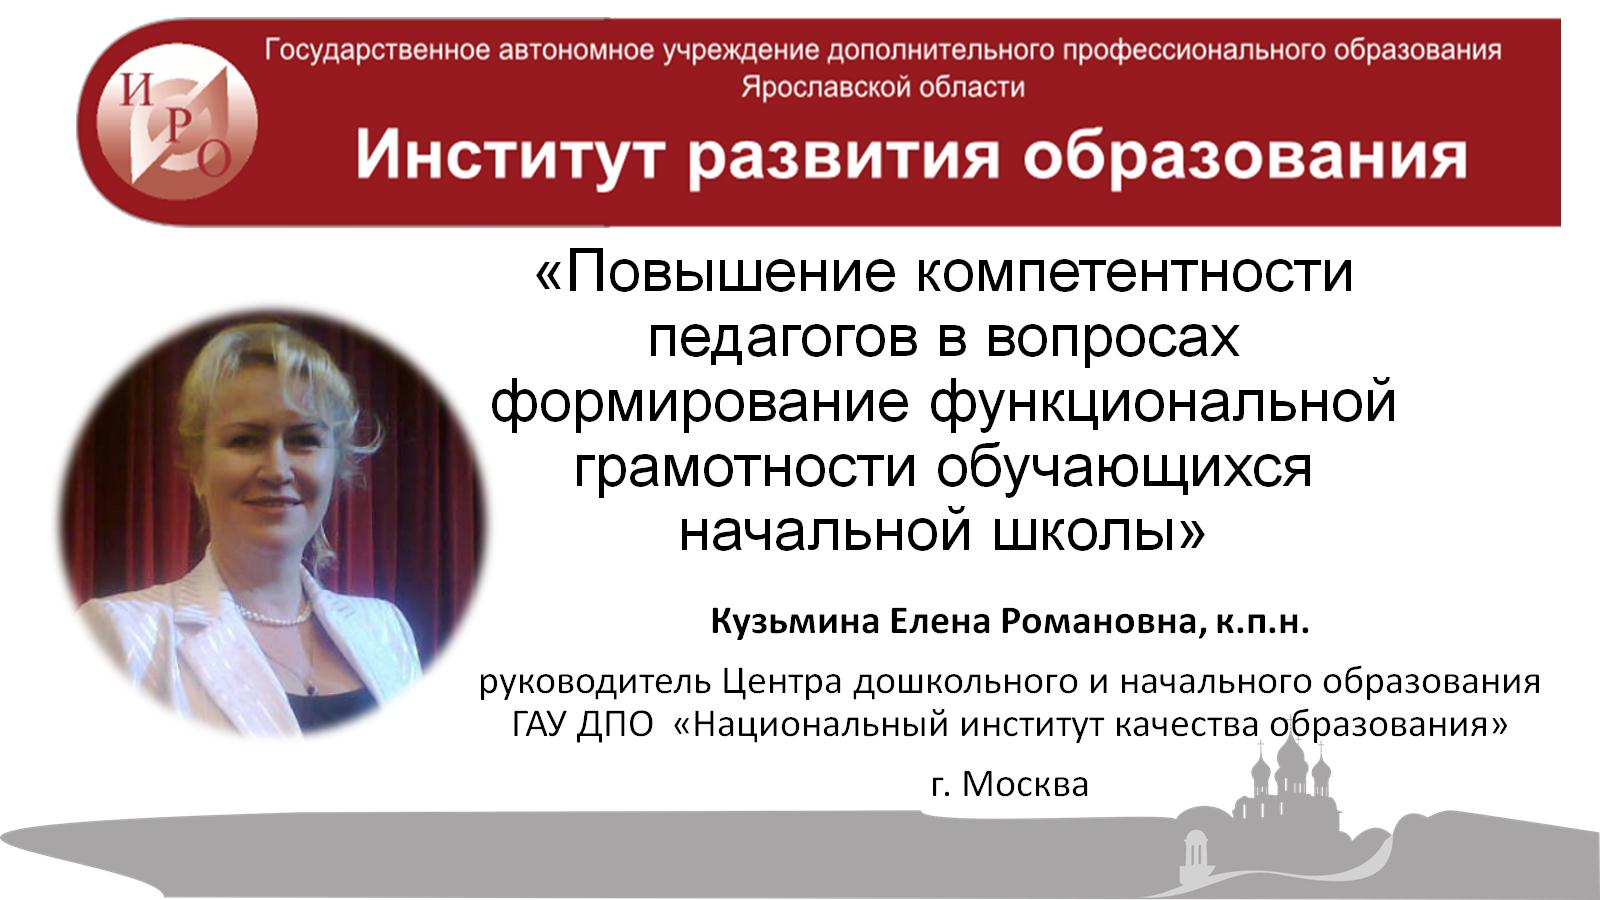 Государственное автономное учреждение дополнительного профессионального образования
Ярославской области
И
Р
О
Институт развития образования
«Повышение компетентности
педагогов в вопросах
формирование функциональной
грамотности обучающихся
начальной школы»
Кузьмина Елена Романовна, к.п.н.
руководитель Центра дошкольного и начального образования
ГАУ ДПО «Национальный институт качества образования»
г. Москва